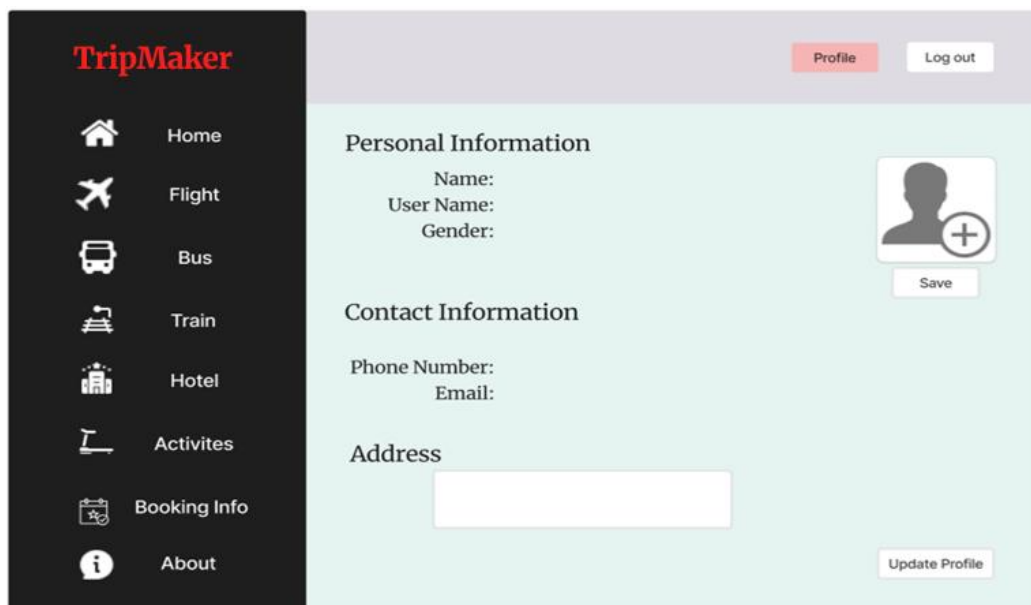 TripMaker
Home
Flight
Bus
Train
Hotel
Activites
Booking Info
About
Profile
Log out
Personal Information
Name:
User Name:
Gender:
Save
Contact Information
Phone Number:
Email:
Address
Update Profile